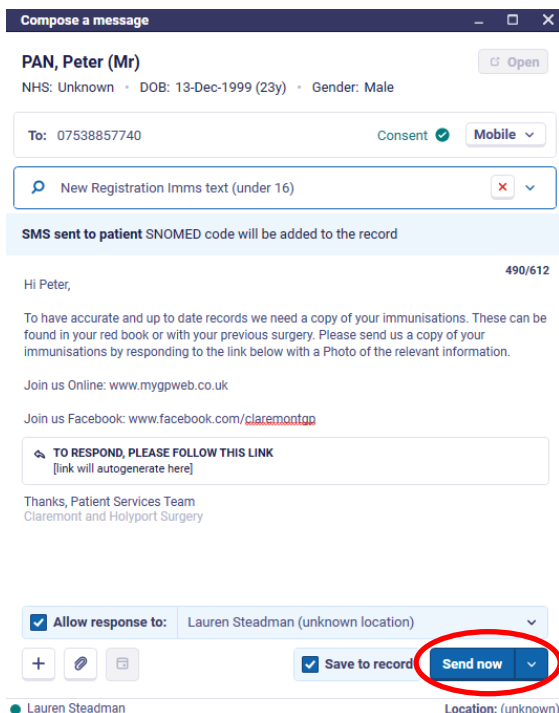 Compose a message
PAN, Peter (Mr)
Open
NHS: Unknown · DOB: 13-Dec-1999 (23y) · Gender: Male
To: 07538857740 Consent Mobile
New Registration Imms text (under 16)
SMS sent to patient SNOMED code will be added to the record
490/612
Hi Peter,
To have accurate and up to date records we need a copy of your immunisations. These can be
found in your red book or with your previous surgery. Please send us a copy of your
immunisations by responding to the link below with a Photo of the relevant information.
Join us Online: www.mygpweb.co.uk
Join us Facebook: www.facebook.com/claremontgp
TO RESPOND, PLEASE FOLLOW THIS LINK
[link will autogenerate here]
Thanks, Patient Services Team
Claremont and Holyport Surgery
Allow response to: Lauren Steadman (unknown location)
Save to record Send now
Lauren Steadman Location: (unknown)